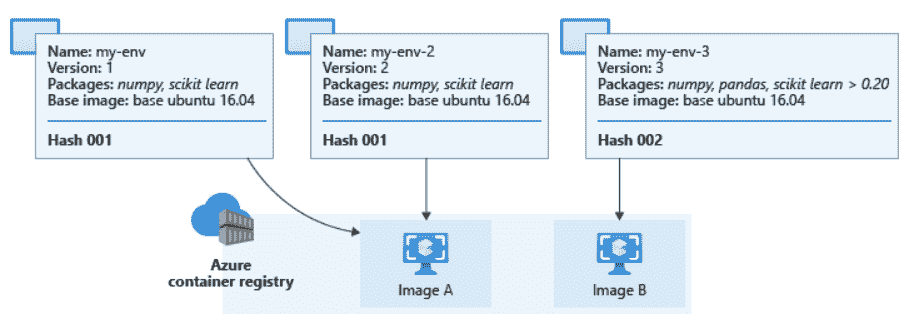 Name: my-env
Version: 1
Packages: numpy, scikit learn
Base image: base ubuntu 16.04
Hash 001
Name: my-env-2
Version: 2
Packages: numpy, scikit learn
Base image: base ubuntu 16.04
Hash 001
Name: my-env-3
Version: 3
Packages: numpy, pandas, scikit learn > 0.20
Base image: base ubuntu 16.04
Hash 002
Azure
container registry
Image A
Image B